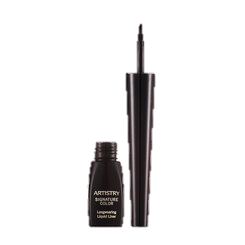 ARTISTRY
SIGNATURE
COLOR
Longwearing
Liquid Liner